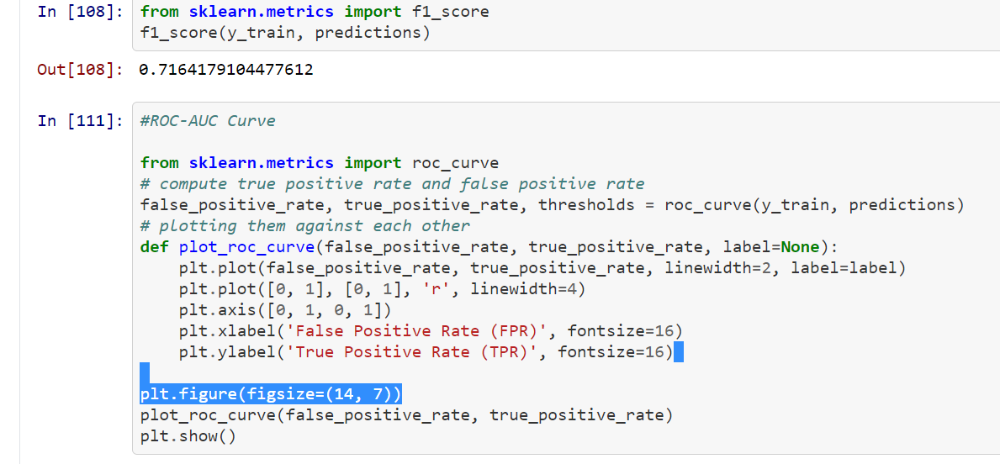 In [108]: from sklearn.metrics import f1_score
f1_score(y_train, predictions)
Out[108]: 0.7164179104477612
In [111]: #ROC-AUC Curve
from sklearn.metrics import roc_curve
# compute true positive rate and false positive rate
false_positive_rate, true_positive_rate, thresholds = roc_curve(y_train, predictions)
# plotting them against each other
def plot_roc_curve(false_positive_rate, true_positive_rate, label=None):
    plt.plot(false_positive_rate, true_positive_rate, linewidth=2, label=label)
    plt.plot([0, 1], [0, 1], 'r', linewidth=4)
    plt.axis([0, 1, 0, 1])
    plt.xlabel('False Positive Rate (FPR)', fontsize=16)
    plt.ylabel('True Positive Rate (TPR)', fontsize=16)
plt.figure(figsize=(14, 7))
plot_roc_curve(false_positive_rate, true_positive_rate)
plt.show()